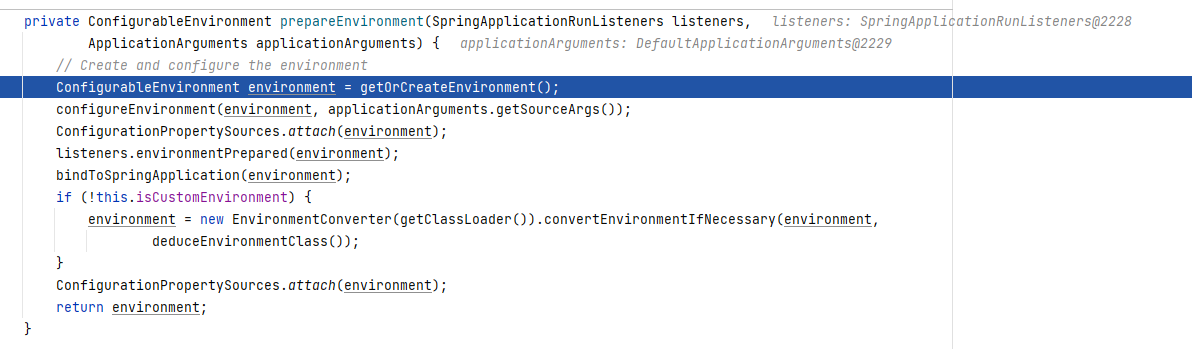 private ConfigurableEnvironment prepareEnvironment(SpringApplicationRunListeners listeners,   listeners: SpringApplicationRunListeners@2228
        ApplicationArguments applicationArguments) {   applicationArguments: DefaultApplicationArguments@2229
    // Create and configure the environment
    ConfigurableEnvironment environment = getOrCreateEnvironment();
    configureEnvironment(environment, applicationArguments.getSourceArgs());
    ConfigurationPropertySources.attach(environment);
    listeners.environmentPrepared(environment);
    bindToSpringApplication(environment);
    if (!this.isCustomEnvironment) {
        environment = new EnvironmentConverter(getClassLoader()).convertEnvironmentIfNecessary(environment,
                deduceEnvironmentClass());
    }
    ConfigurationPropertySources.attach(environment);
    return environment;
}